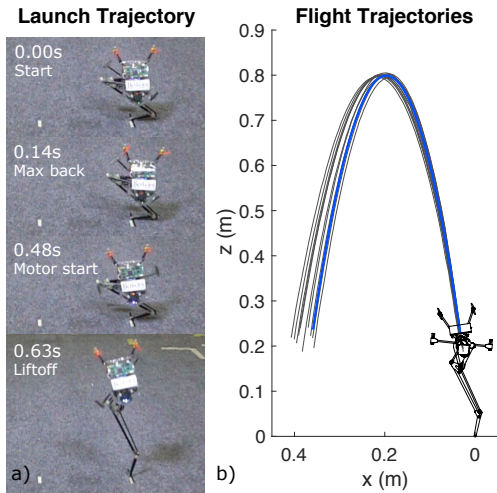 Launch Trajectory
0.00s
Start
0.14s
Max back
0.48s
Motor start
0.63s
Liftoff
a)
Flight Trajectories
0.9
0.8
0.7
0.6
0.5
0.4
0.3
0.2
0.1
0
z (m)
0.4
0.2
0
x (m)
b)